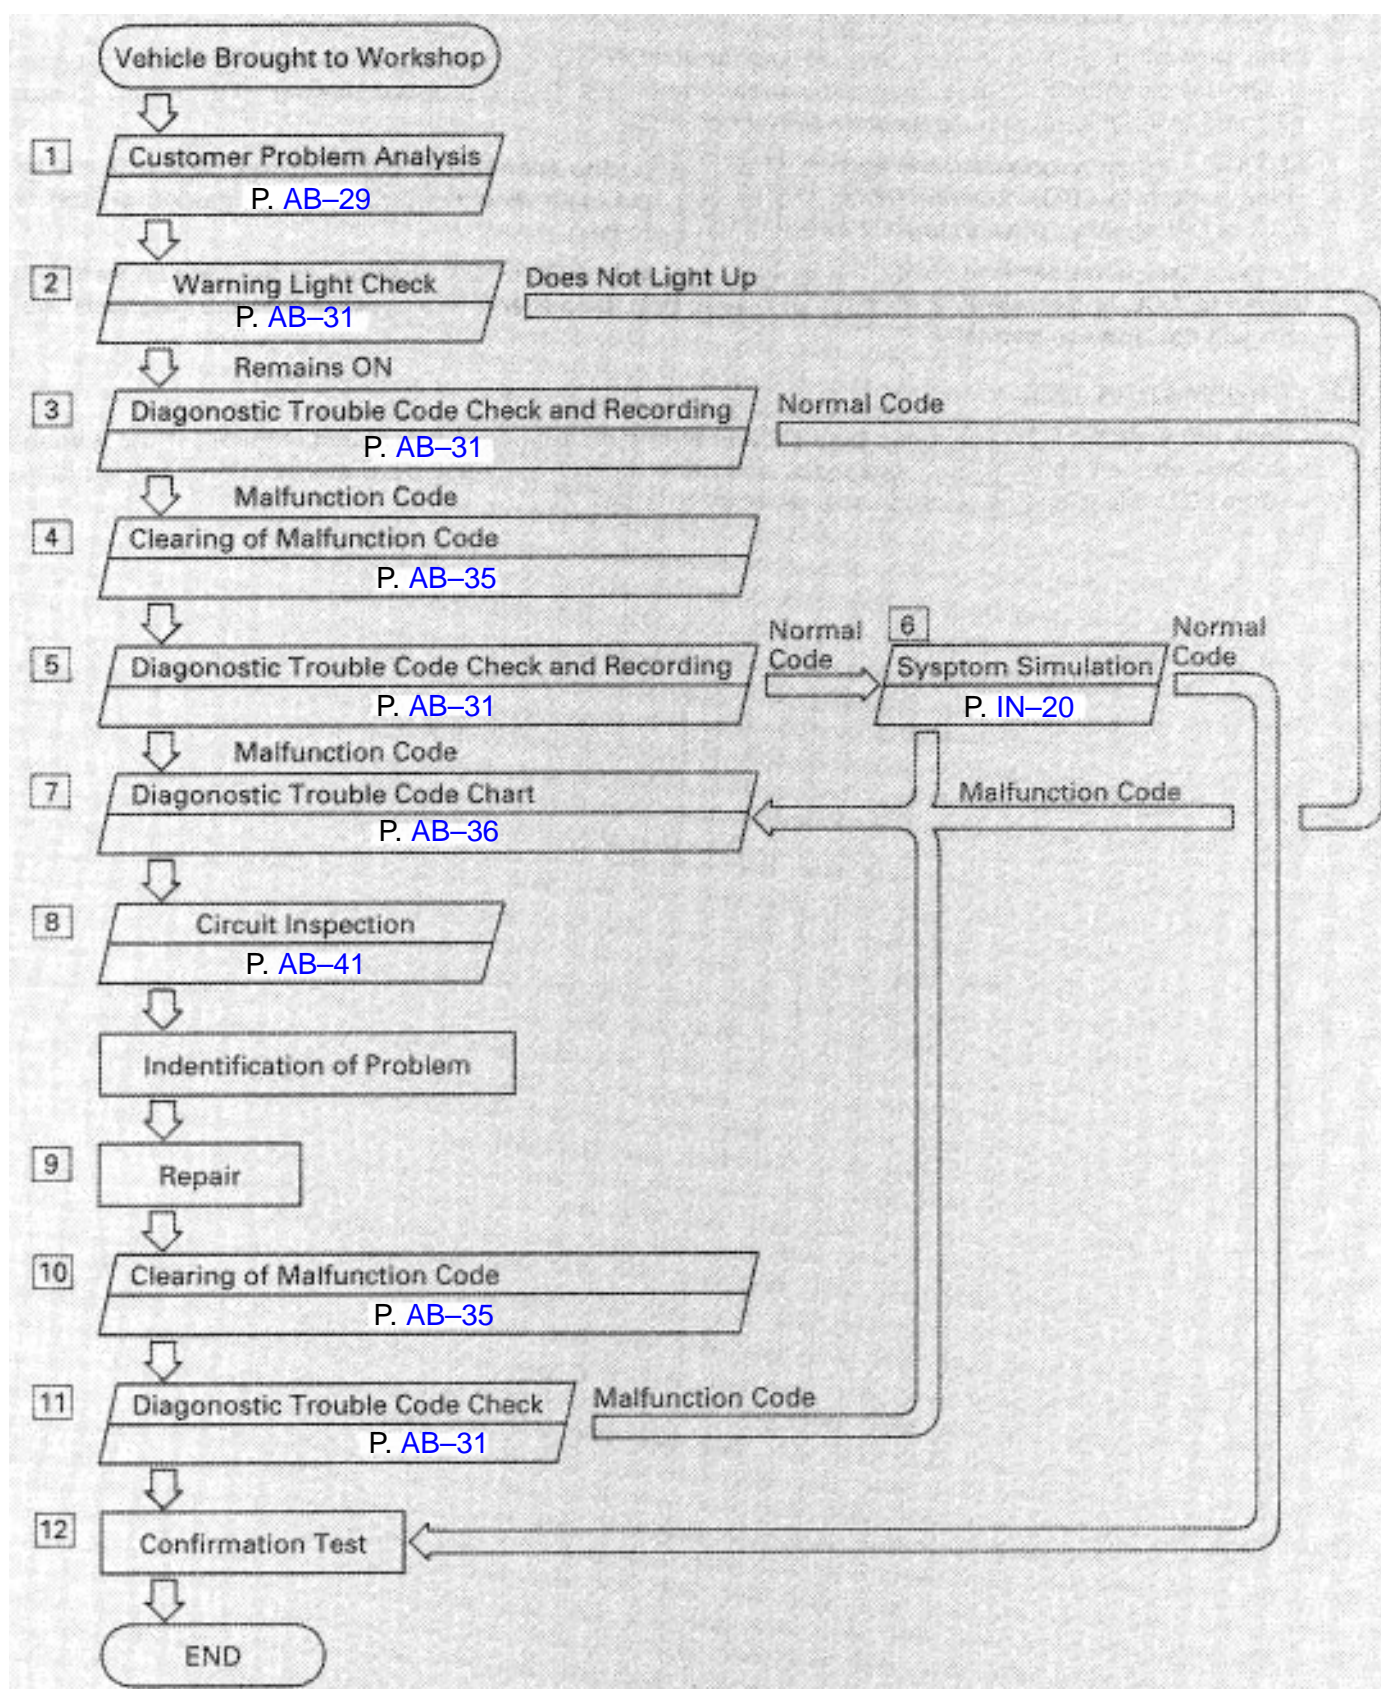 Vehicle Brought to Workshop
1
Customer Problem Analysis
P. AB–29
2
Warning Light Check
Does Not Light Up
P. AB–31
Remains ON
3
Diagonostic Trouble Code Check and Recording
Normal Code
P. AB–31
Malfunction Code
4
Clearing of Malfunction Code
P. AB–35
5
Diagonostic Trouble Code Check and Recording
P. AB–31
Normal
Code
6
Sysptom Simulation
P. IN–20
Normal
Code
Malfunction Code
7
Diagonostic Trouble Code Chart
P. AB–36
Malfunction Code
8
Circuit Inspection
P. AB–41
Indentification of Problem
9
Repair
10
Clearing of Malfunction Code
P. AB–35
11
Diagonostic Trouble Code Check
Malfunction Code
P. AB–31
12
Confirmation Test
END